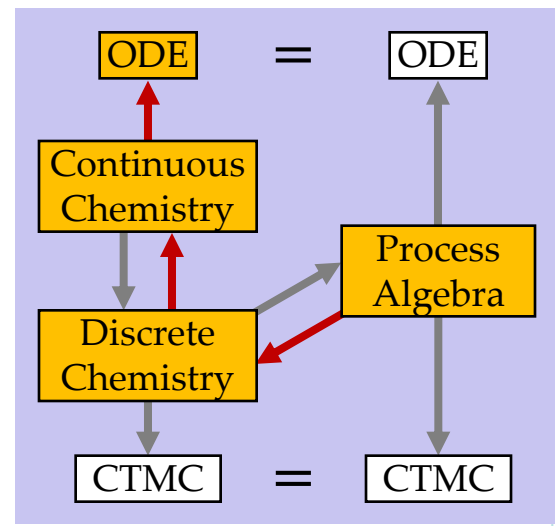 ODE = ODE
Continuous
Chemistry
Process
Algebra
Discrete
Chemistry
CTMC = CTMC